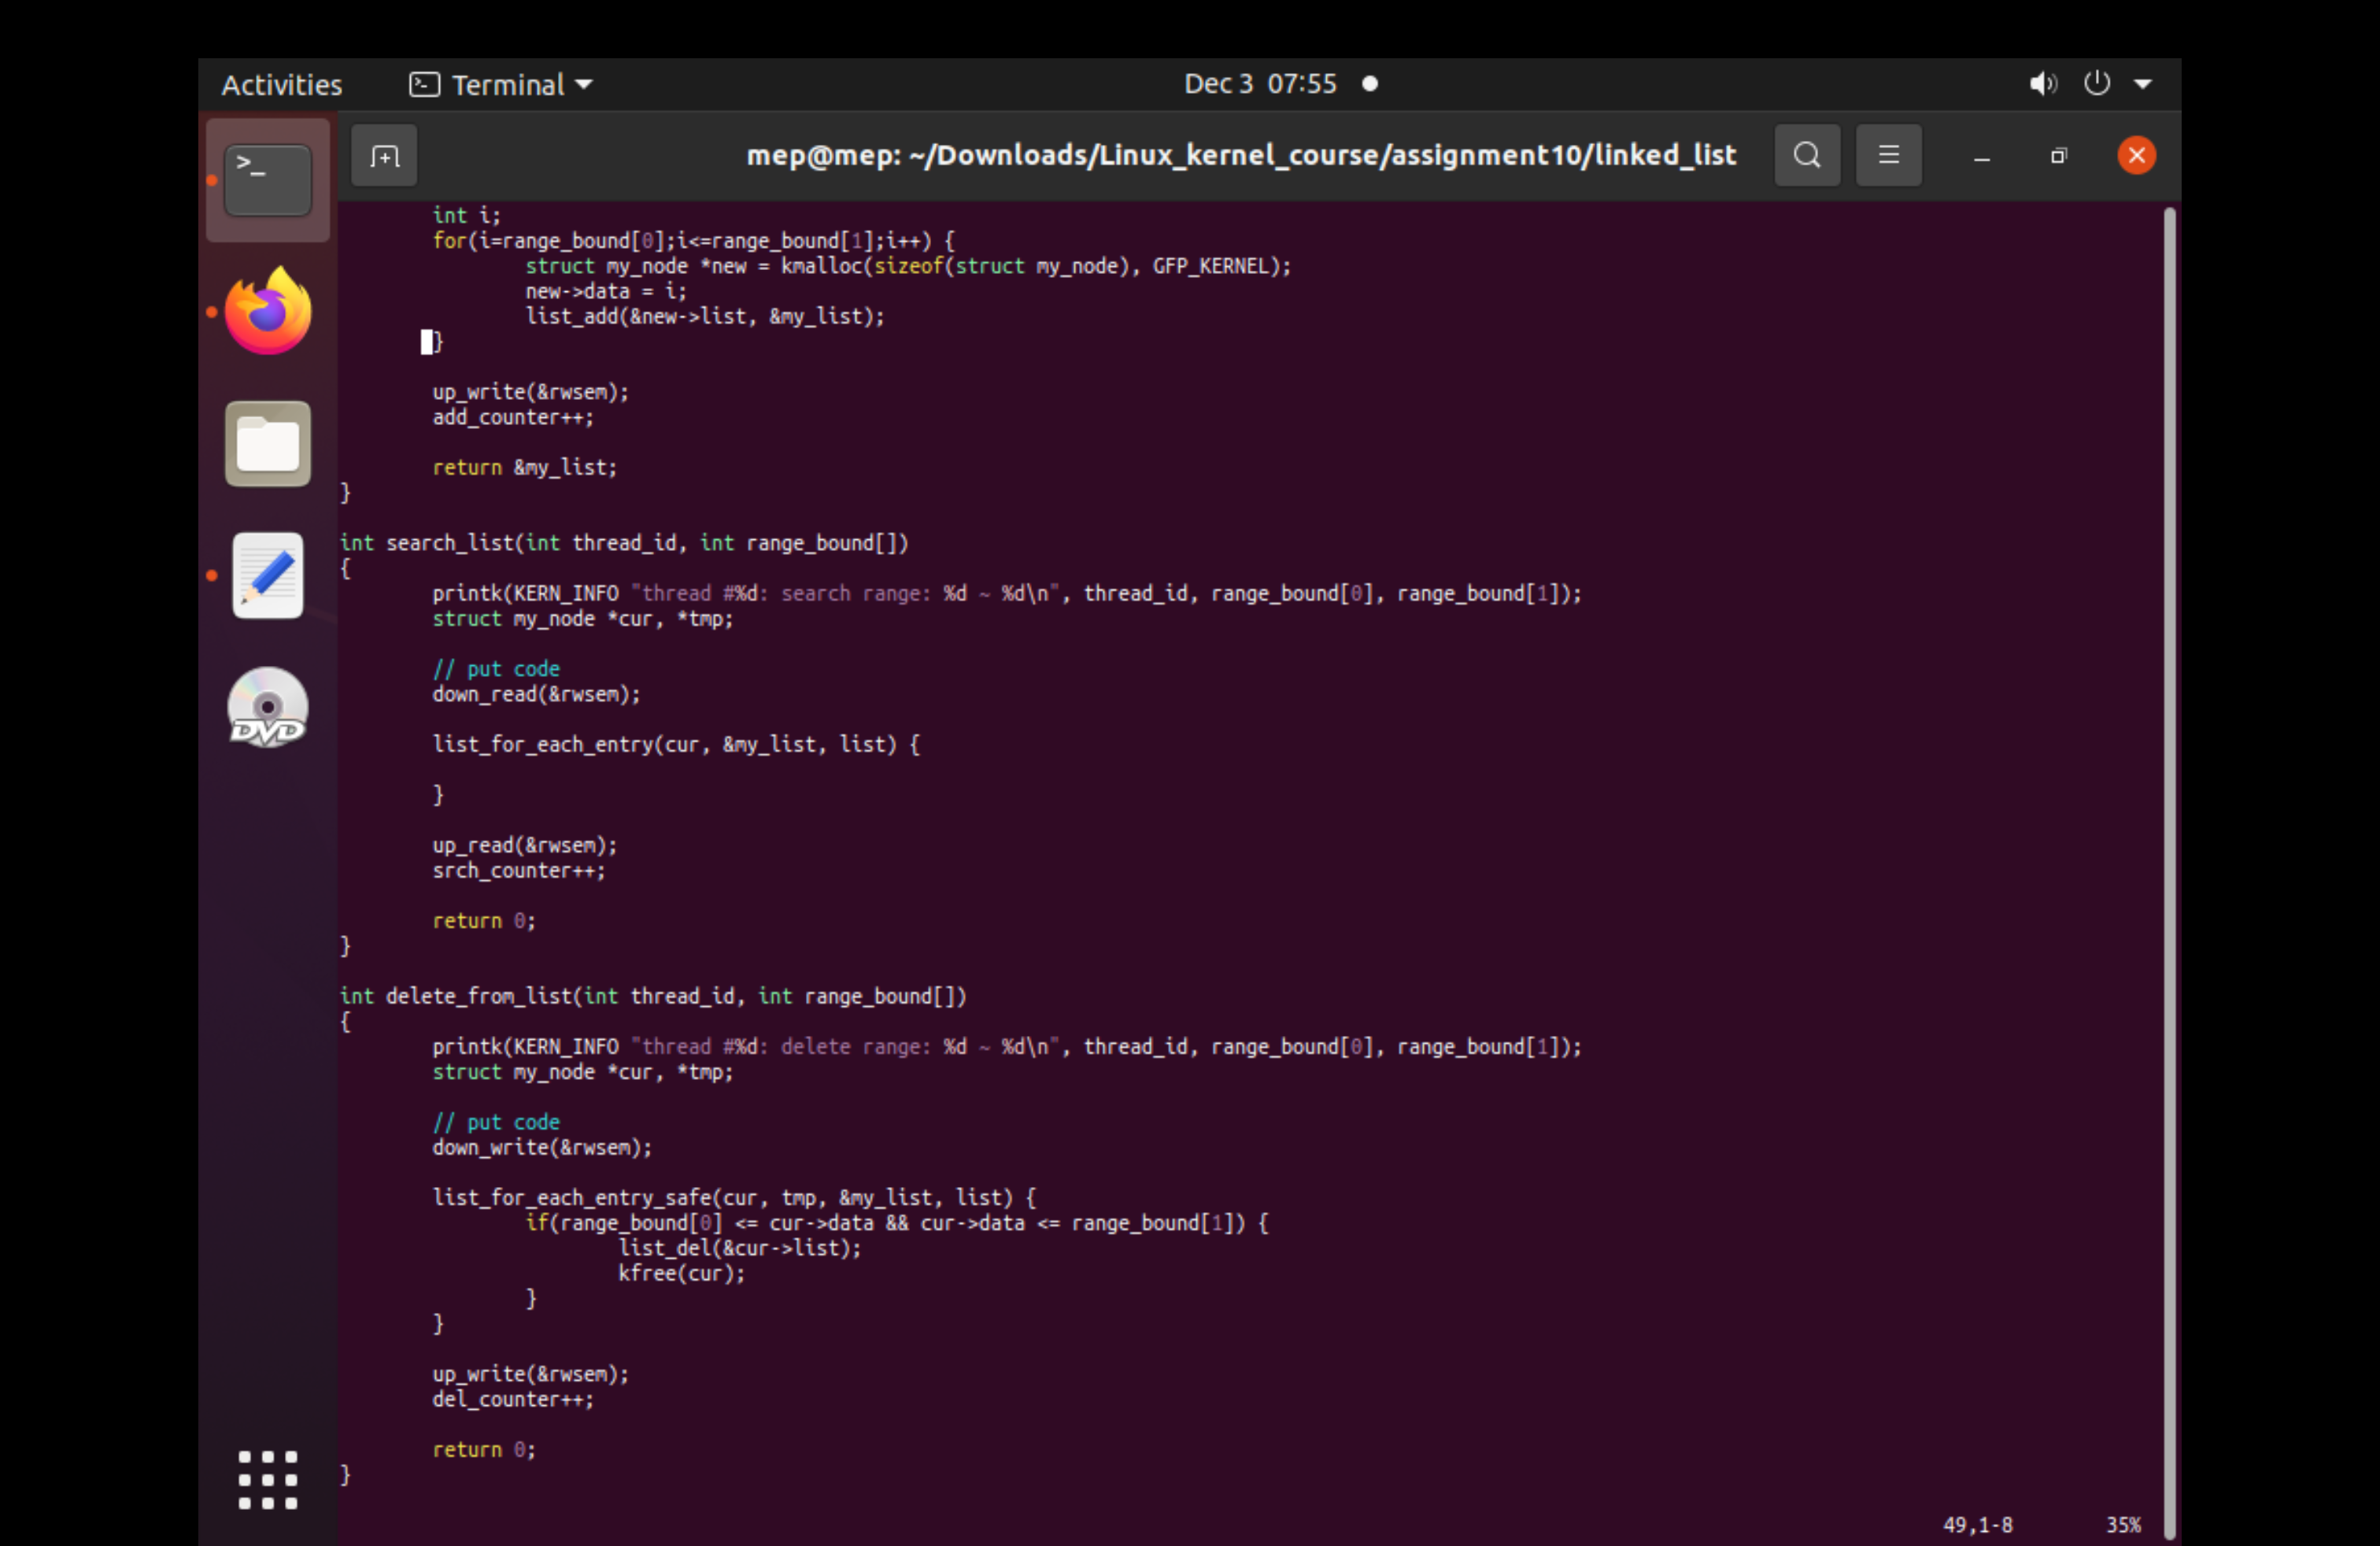 Activities
Terminal
Dec 3 07:55
mep@mep: ~/Downloads/Linux_kernel_course/assignment10/linked_list
int i;
for(i=range_bound[0];i<=range_bound[1];i++) {
struct my_node *new = kmalloc(sizeof(struct my_node), GFP_KERNEL);
new->data = i;
list_add(&new->list, &my_list);
}
up_write(&rwsem);
add_counter++;
return &my_list;
}
int search_list(int thread_id, int range_bound[])
{
printk(KERN_INFO "thread #%d: search range: %d ~ %d\n", thread_id, range_bound[0], range_bound[1]);
struct my_node *cur, *tmp;
// put code
down_read(&rwsem);
list_for_each_entry(cur, &my_list, list) {
}
up_read(&rwsem);
srch_counter++;
return 0;
}
int delete_from_list(int thread_id, int range_bound[])
{
printk(KERN_INFO "thread #%d: delete range: %d ~ %d\n", thread_id, range_bound[0], range_bound[1]);
struct my_node *cur, *tmp;
// put code
down_write(&rwsem);
list_for_each_entry_safe(cur, tmp, &my_list, list) {
if(range_bound[0] <= cur->data && cur->data <= range_bound[1]) {
list_del(&cur->list);
kfree(cur);
}
}
up_write(&rwsem);
del_counter++;
return 0;
}
49,1-8 35%
>_
DVD